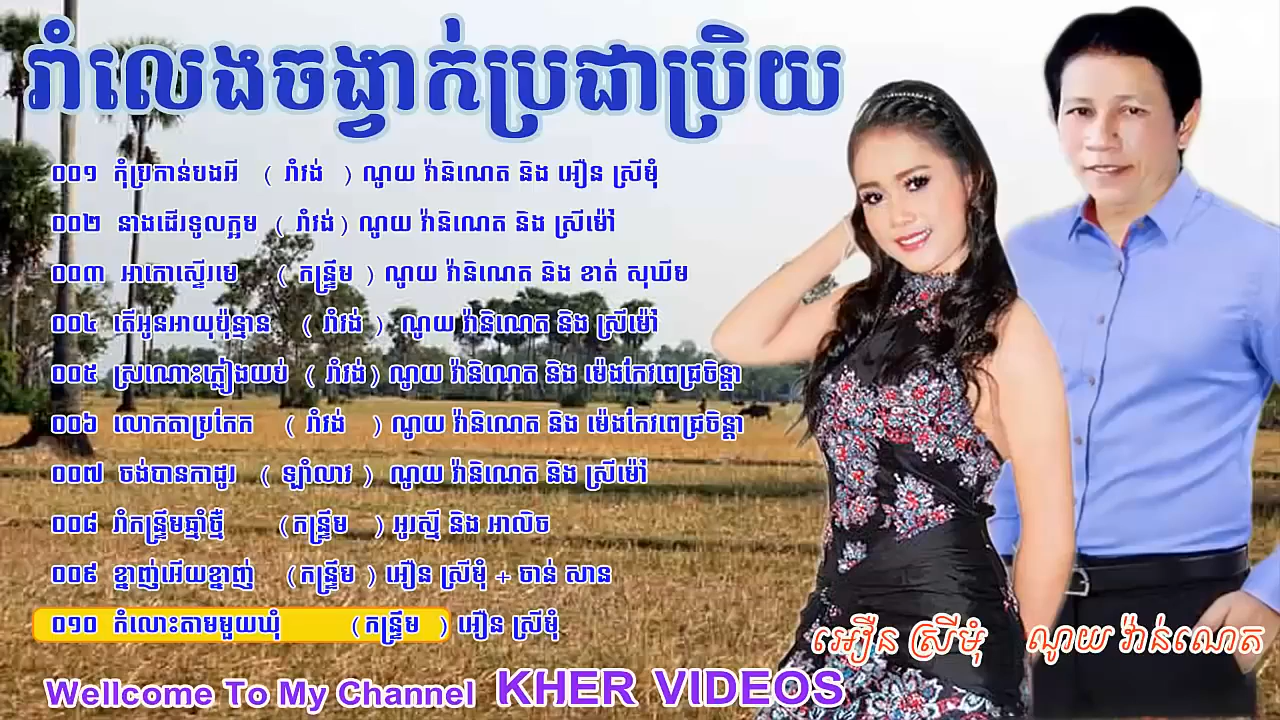 រាំលេងចង្វាក់ប្រជាប្រិយ
០០១ កុំប្រកាន់បងអី ( រាំវង់ ) ណូយ វ៉ានិណេត និង អឿន ស្រីមុំ
០០២ នាងដើរទូលក្អម ( រាំវង់ ) ណូយ វ៉ានិណេត និង ស្រីម៉ៅ
០០៣ អាកោស្ទើរមេ ( កន្ទ្រឹម ) ណូយ វ៉ានិណេត និង ខាត់ សុឃីម
០០៤ តើអូនអាយុប៉ុន្មាន ( រាំវង់ ) ណូយ វ៉ានិណេត និង ស្រីម៉ៅ
០០៥ ស្រណោះភ្លៀងយប់ ( រាំវង់ ) ណូយ វ៉ានិណេត និង ម៉េងកែវពេជ្រចិន្តា
០០៦ លោកតាប្រកែក ( រាំវង់ ) ណូយ វ៉ានិណេត និង ម៉េងកែវពេជ្រចិន្តា
០០៧ ចង់បានកាដូរ ( ឡាំលាវ ) ណូយ វ៉ានិណេត និង ស្រីម៉ៅ
០០៨ រាំកន្ទ្រឹមឆ្នាំថ្មី (កន្ទ្រឹម ) អូរស្មី និង អាលិច
០០៩ ខ្នាញ់អើយខ្នាញ់ (កន្ទ្រឹម ) អឿន ស្រីមុំ + ចាន់ សាន
០១០ កំលោះតាមមួយឃុំ (កន្ទ្រឹម ) អឿន ស្រីមុំ
អឿន ស្រីមុំ ណូយ វ៉ាន់ណេត
Wellcome To My Channel KHER VIDEOS